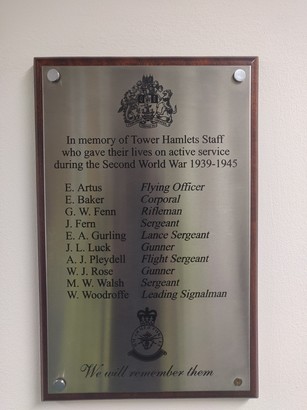 In memory of Tower Hamlets Staff
who gave their lives on active service
during the Second World War 1939-1945
E. Artus Flying Officer
E. Baker Corporal
G. W. Fenn Rifleman
J. Fern Sergeant
E. A. Gurling Lance Sergeant
J. L. Luck Gunner
A. J. Pleydell Flight Sergeant
W. J. Rose Gunner
M. W. Walsh Sergeant
W. Woodroffe Leading Signalman
We will remember them